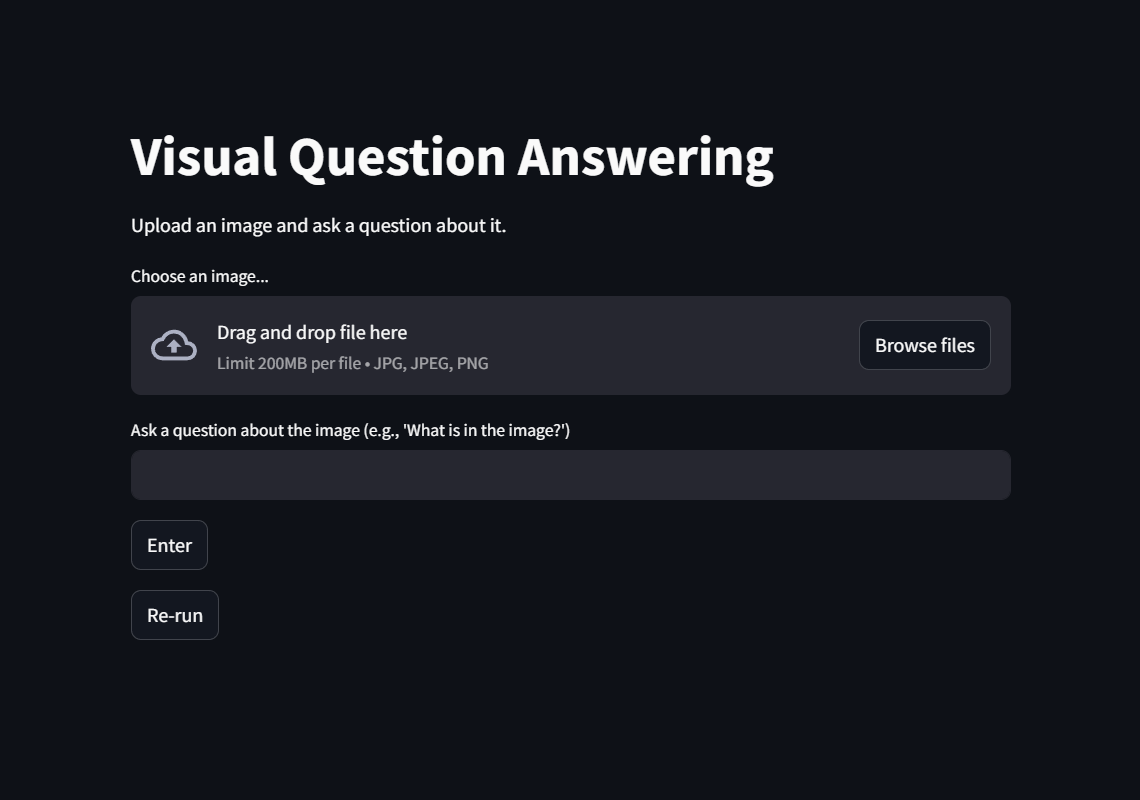 Visual Question Answering
Upload an image and ask a question about it.
Choose an image...
Drag and drop file here
Limit 200MB per file • JPG, JPEG, PNG
Browse files
Ask a question about the image (e.g., 'What is in the image?')
Enter
Re-run